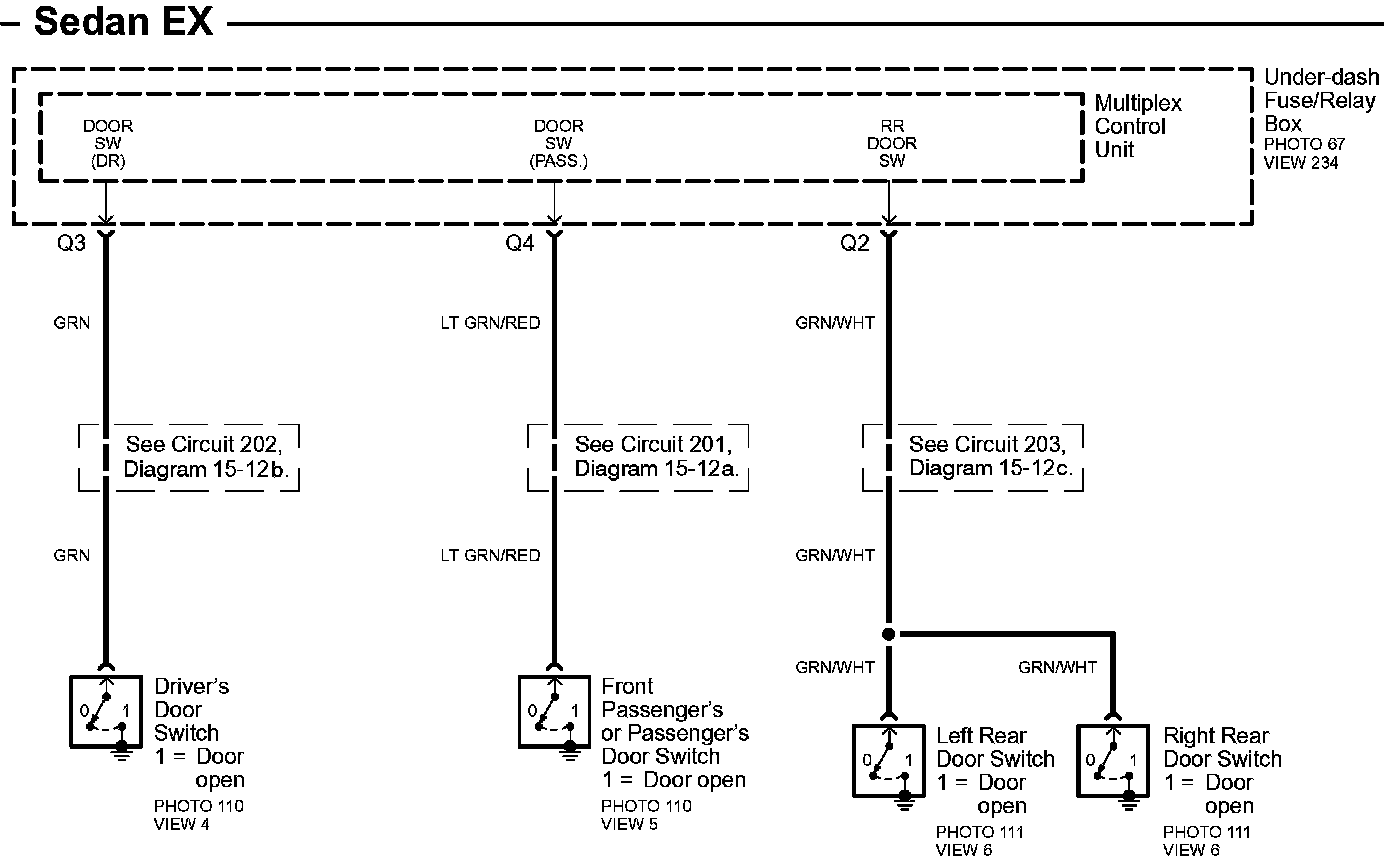 Sedan EX
Under-dash
Fuse/Relay
Box
PHOTO 67
VIEW 234
Multiplex
Control
Unit
DOOR
SW
(DR)
DOOR
SW
(PASS.)
RR
DOOR
SW
Q3
Q4
Q2
GRN
LT GRN/RED
GRN/WHT
See Circuit 202,
Diagram 15-12b.
See Circuit 201,
Diagram 15-12a.
See Circuit 203,
Diagram 15-12c.
GRN
LT GRN/RED
GRN/WHT
GRN/WHT
GRN/WHT
0 1
Driver's
Door
Switch
1 = Door
open
PHOTO 110
VIEW 4
0 1
Front
Passenger's
or Passenger's
Door Switch
1 = Door open
PHOTO 110
VIEW 5
0 1
Left Rear
Door Switch
1 = Door
open
PHOTO 111
VIEW 6
0 1
Right Rear
Door Switch
1 = Door
open
PHOTO 111
VIEW 6